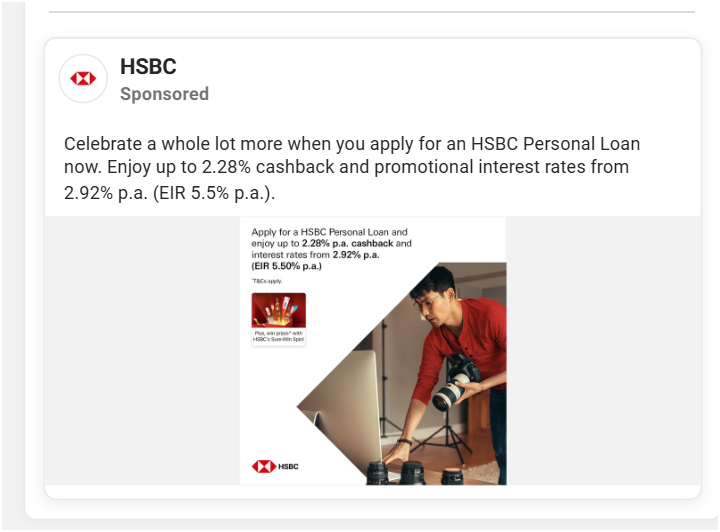 HSBC
Sponsored
Celebrate a whole lot more when you apply for an HSBC Personal Loan
now. Enjoy up to 2.28% cashback and promotional interest rates from
2.92% p.a. (EIR 5.5% p.a.).
Apply for a HSBC Personal Loan and
enjoy up to 2.28% p.a. cashback and
interest rates from 2.92% p.a.
(EIR 5.50% p.a.)
*T&Cs apply.
Plus, win prizes* with
HSBC's Sure-Win Spin!
HSBC